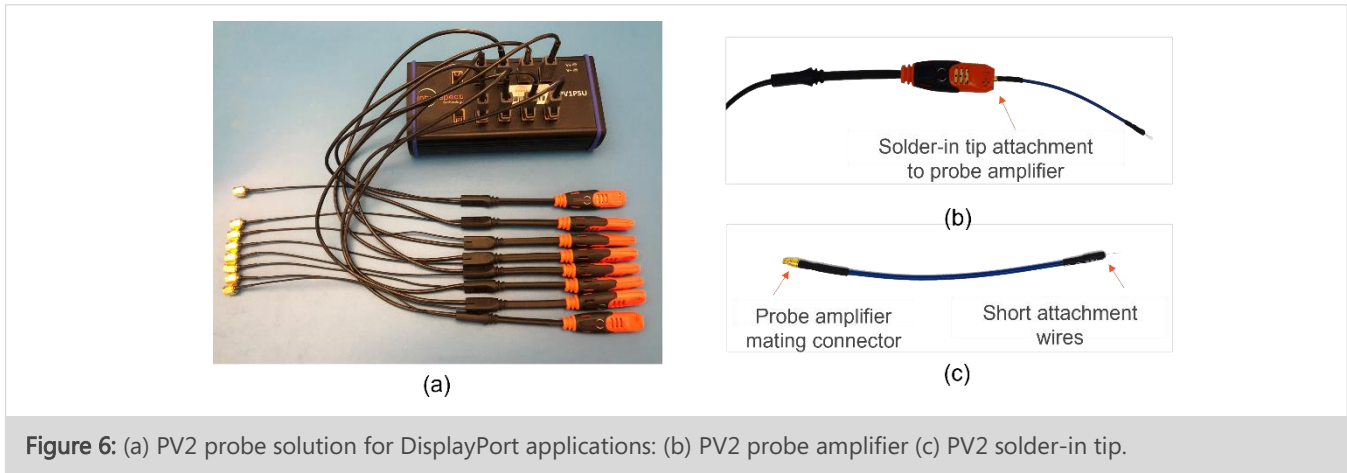 PV1PSU
(a)
Solder-in tip attachment
to probe amplifier
(b)
Probe amplifier
mating connector
Short attachment
wires
(c)
Figure 6: (a) PV2 probe solution for DisplayPort applications: (b) PV2 probe amplifier (c) PV2 solder-in tip.